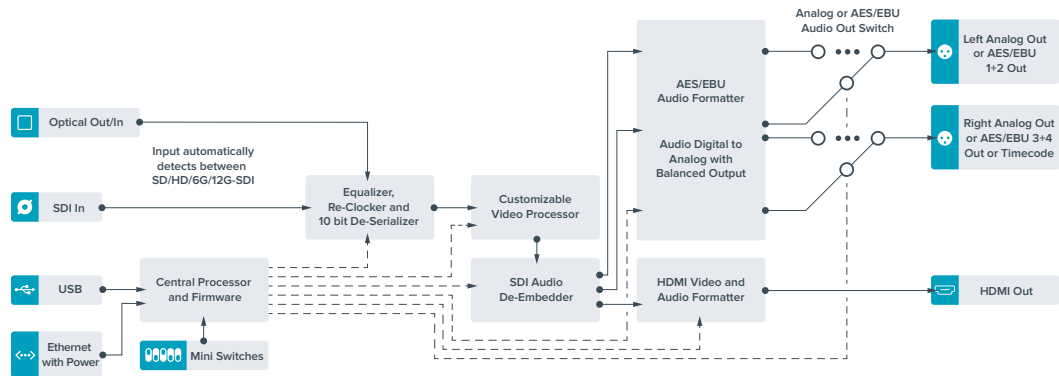 Analog or AES/EBU
Audio Out Switch
Left Analog Out
or AES/EBU
1+2 Out
AES/EBU
Audio Formatter
Optical Out/In
Right Analog Out
or AES/EBU 3+4
Out or Timecode
Input automatically
detects between
SD/HD/6G/12G-SDI
Audio Digital to
Analog with
Balanced Output
SDI In
Equalizer,
Re-Clocker and
10 bit De-Serializer
Customizable
Video Processor
USB
Central Processor
and Firmware
SDI Audio
De-Embedder
HDMI Video and
Audio Formatter
HDMI Out
Ethernet
with Power
Mini Switches